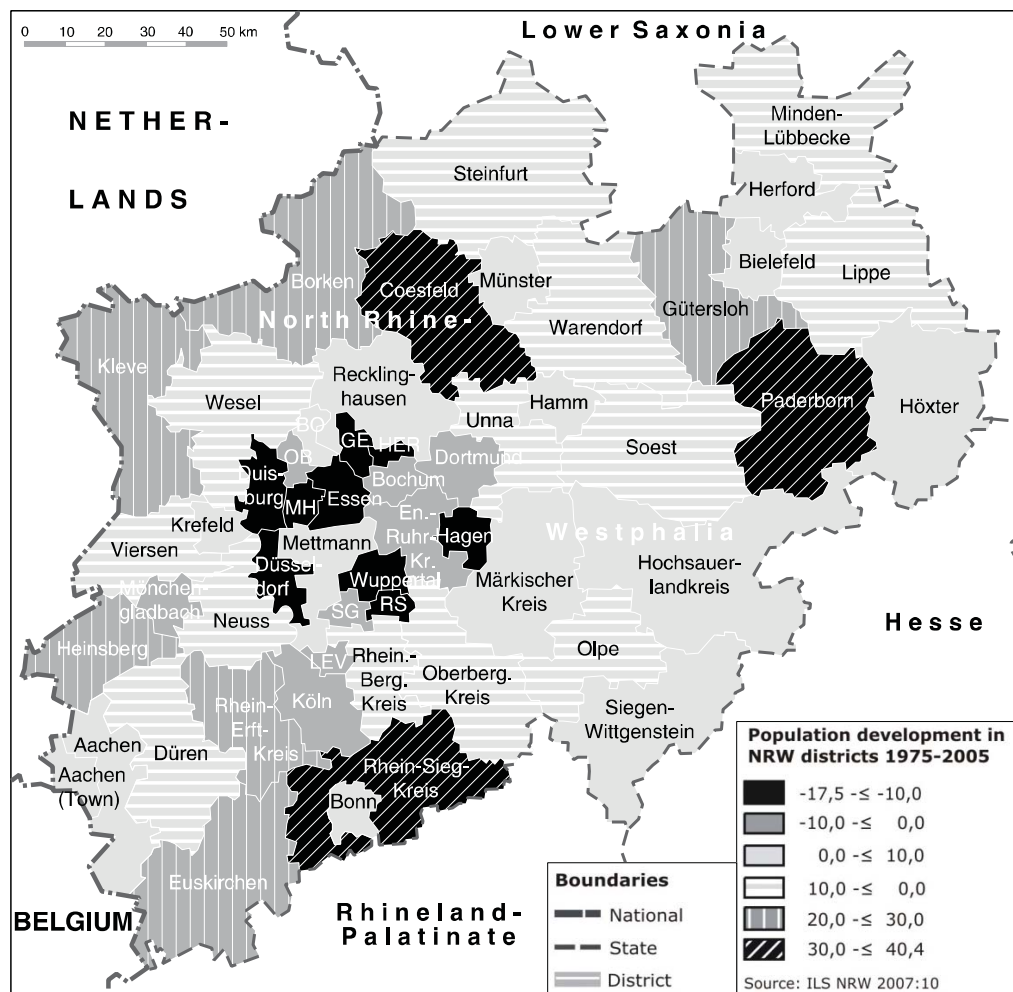 0 10 20 30 40 50 km
Lower Saxonia
NETHER-
LANDS
Minden-
Lübbecke
Steinfurt
Herford
Münster
Bielefeld
Lippe
Borken
Coesfeld
Gütersloh
North Rhine-
Warendorf
Kleve
Reckling-
hausen
Wesel
Paderborn
Höxter
Hamm
Unna
BO
GE
HER
Soest
OB
Dortmund
Duis-
burg
Bochum
Essen
MH
En.-
Ruhr-
Kr.
Hagen
Krefeld
Viersen
Mettmann
Westphalia
Hochsauer-
landkreis
Düssel-
dorf
Wuppertal
Märkischer
Kreis
Mönchen-
gladbach
RS
SG
Neuss
Hesse
Heinsberg
LEV
Rhein.-
Berg.
Kreis
Oberberg.
Kreis
Olpe
Köln
Rhein-
Erft-
Kreis
Siegen-
Wittgenstein
Aachen
Düren
Aachen
(Town)
Rhein-Sieg-
Kreis
Bonn
Euskirchen
BELGIUM
Rhineland-
Palatinate
Boundaries
National
State
District
Population development in
NRW districts 1975-2005
-17,5 -≤ -10,0
-10,0 -≤ 0,0
0,0 -≤ 10,0
10,0 -≤ 0,0
20,0 -≤ 30,0
30,0 -≤ 40,4
Source: ILS NRW 2007:10